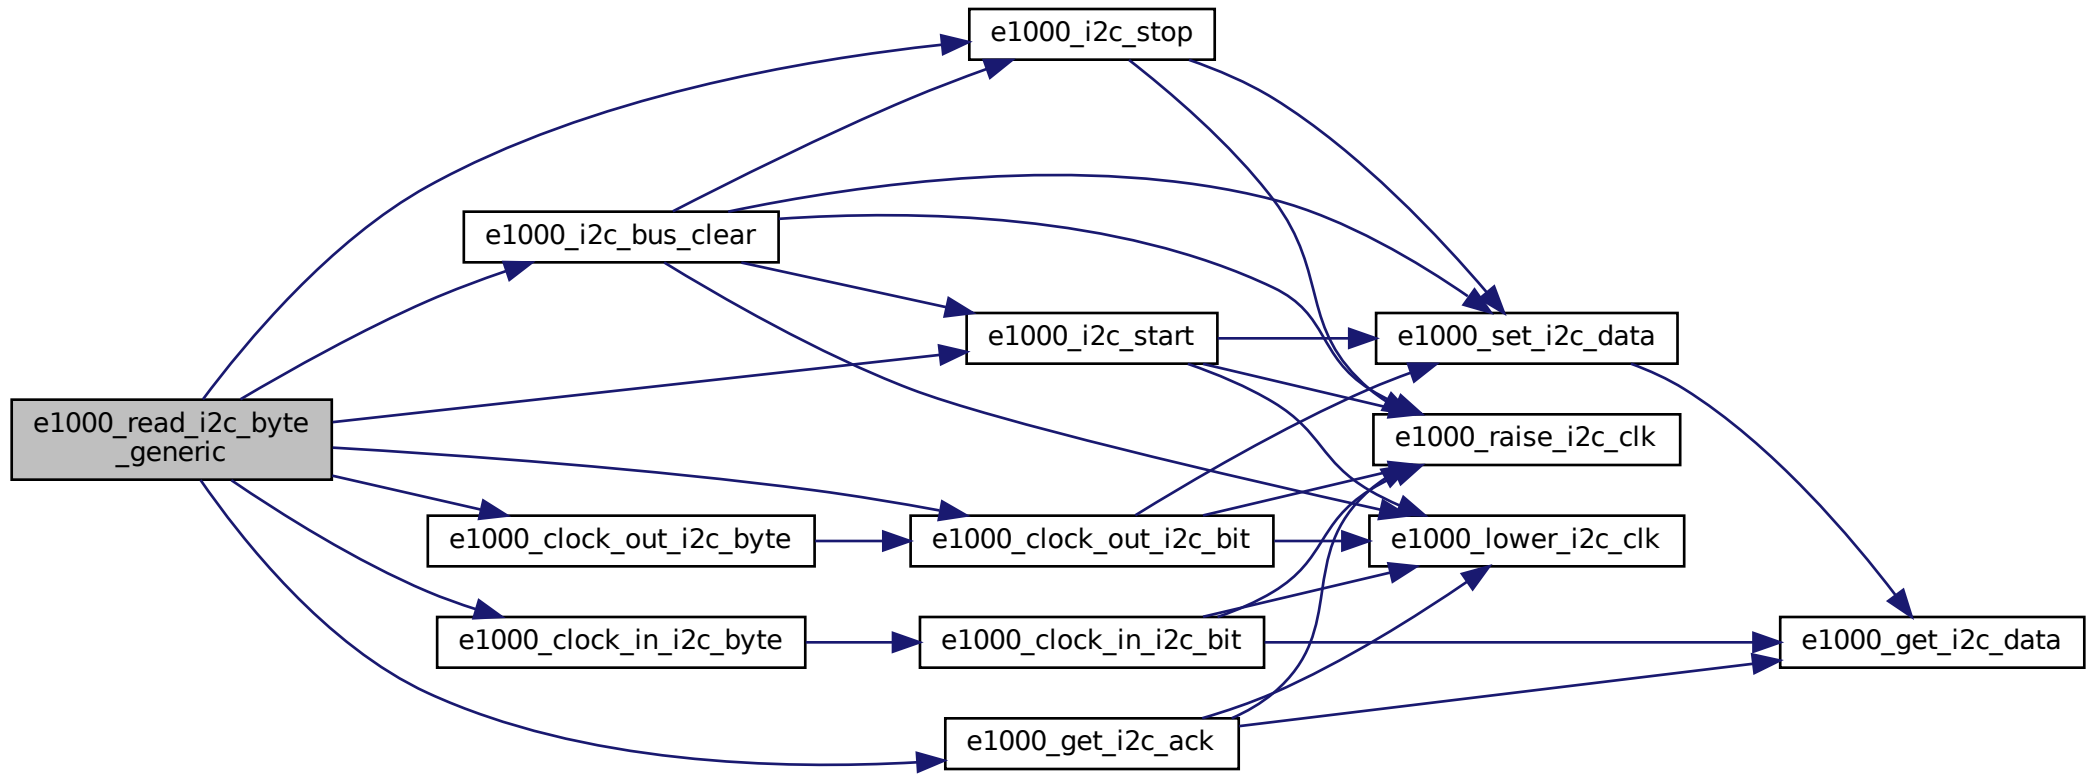 e1000_i2c_stop
e1000_i2c_bus_clear
e1000_i2c_start
e1000_set_i2c_data
e1000_read_i2c_byte
_generic
e1000_raise_i2c_clk
e1000_clock_out_i2c_byte
e1000_clock_out_i2c_bit
e1000_lower_i2c_clk
e1000_clock_in_i2c_byte
e1000_clock_in_i2c_bit
e1000_get_i2c_data
e1000_get_i2c_ack